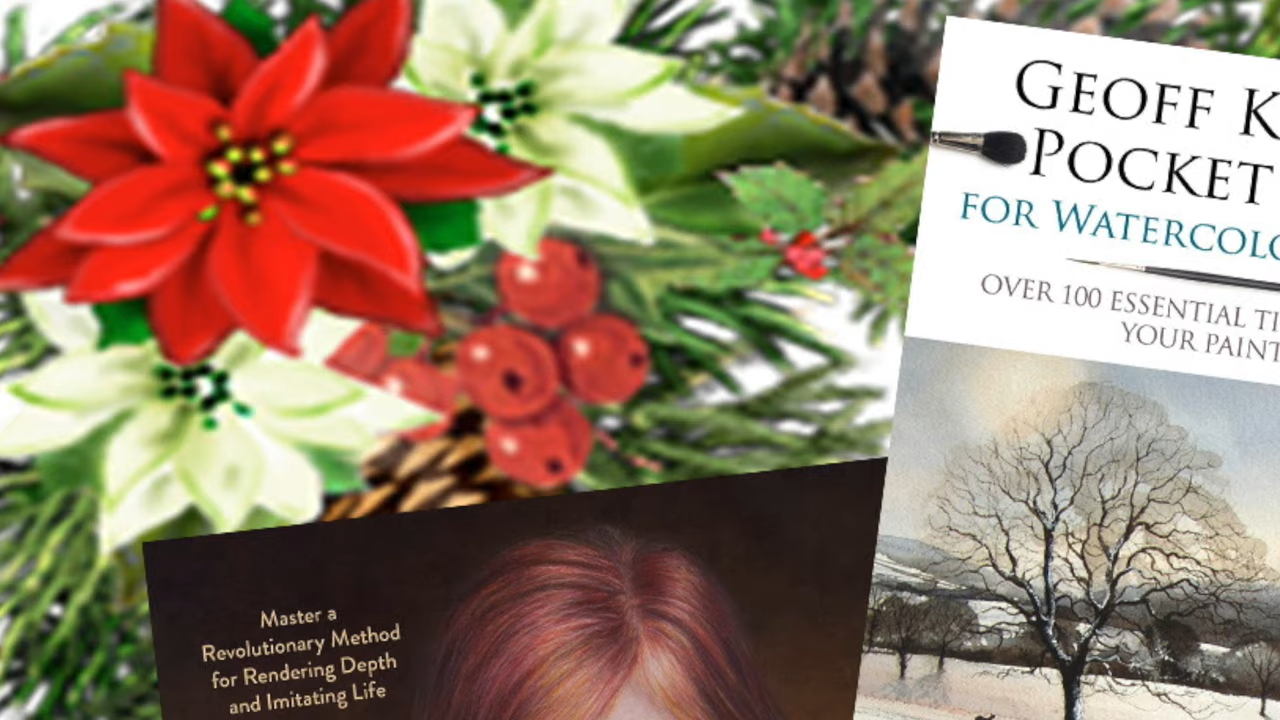 GEOFF K
POCKET
FOR WATERCOLO
OVER 100 ESSENTIAL TI
YOUR PAINT
Master a
Revolutionary Method
for Rendering Depth
and Imitating Life